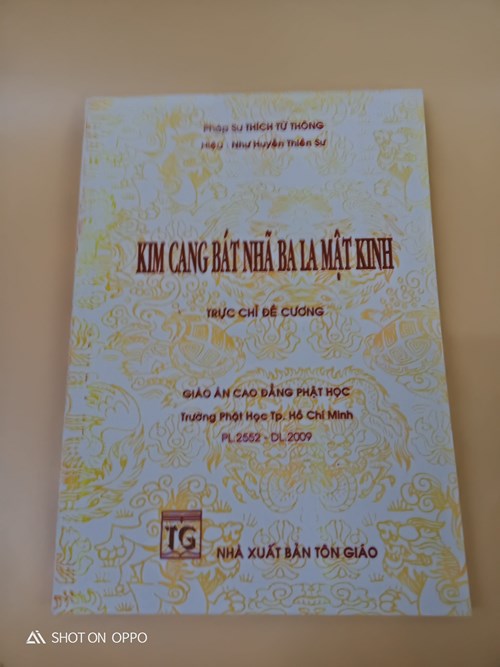 Pháp Sư THÍCH TỪ THÔNG
Hiệu : Như Huyễn Thiền Sư
KIM CANG BÁT NHÃ BA LA MẬT KINH
TRỰC CHỈ ĐỀ CƯƠNG
GIÁO ÁN CAO ĐẲNG PHẬT HỌC
Trường Phật Học Tp. Hồ Chí Minh
PL.2552 - DL.2009
TG
NHÀ XUẤT BẢN TÔN GIÁO
SHOT ON OPPO